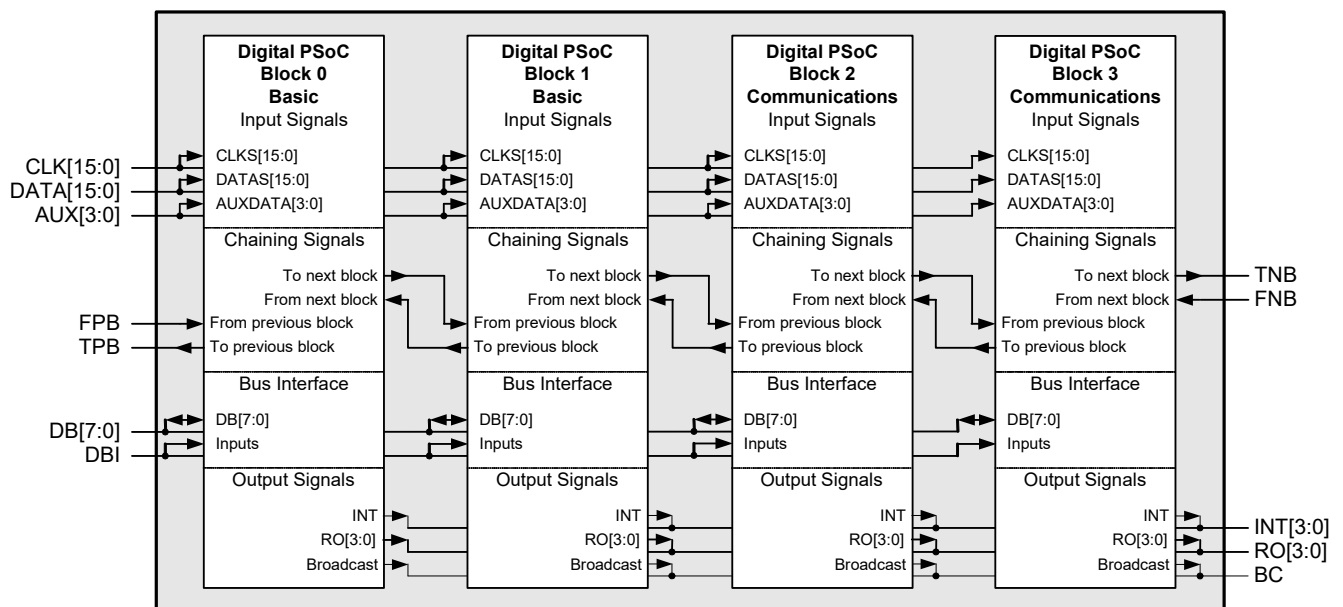 Digital PSoC
Block 0
Basic
Input Signals
CLKS[15:0]
DATAS[15:0]
AUXDATA[3:0]
Chaining Signals
To next block
From next block
From previous block
To previous block
Bus Interface
DB[7:0]
Inputs
Output Signals
INT
RO[3:0]
Broadcast
Digital PSoC
Block 1
Basic
Input Signals
CLKS[15:0]
DATAS[15:0]
AUXDATA[3:0]
Chaining Signals
To next block
From next block
From previous block
To previous block
Bus Interface
DB[7:0]
Inputs
Output Signals
INT
RO[3:0]
Broadcast
Digital PSoC
Block 2
Communications
Input Signals
CLKS[15:0]
DATAS[15:0]
AUXDATA[3:0]
Chaining Signals
To next block
From next block
From previous block
To previous block
Bus Interface
DB[7:0]
Inputs
Output Signals
INT
RO[3:0]
Broadcast
Digital PSoC
Block 3
Communications
Input Signals
CLKS[15:0]
DATAS[15:0]
AUXDATA[3:0]
Chaining Signals
To next block
From next block
From previous block
To previous block
Bus Interface
DB[7:0]
Inputs
Output Signals
INT
RO[3:0]
Broadcast
CLK[15:0]
DATA[15:0]
AUX[3:0]
FPB
TPB
DB[7:0]
DBI
TNB
FNB
INT[3:0]
RO[3:0]
BC